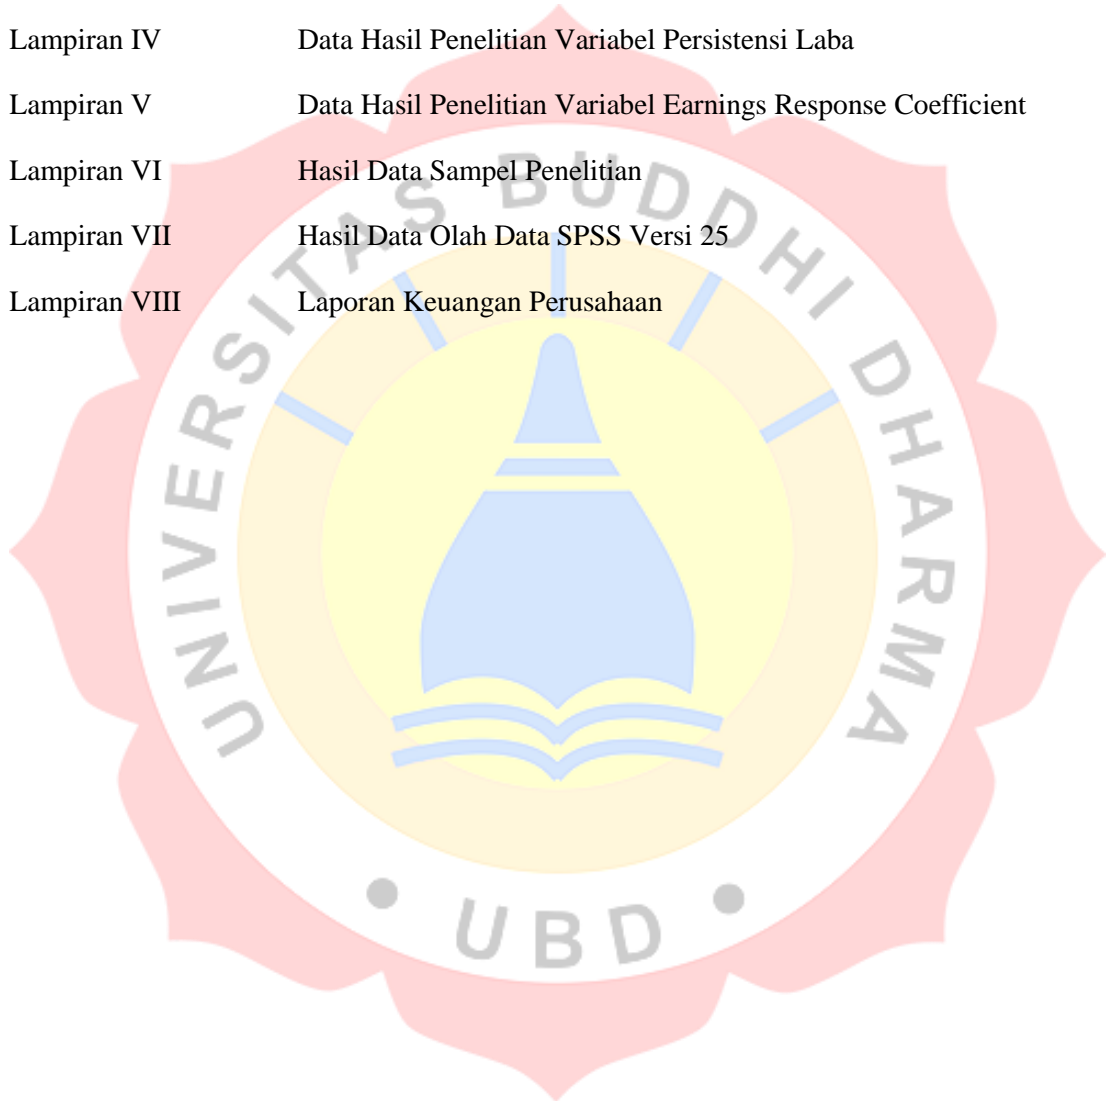 Lampiran IV Data Hasil Penelitian Variabel Persistensi Laba
Lampiran V Data Hasil Penelitian Variabel Earnings Response Coefficient
Lampiran VI Hasil Data Sampel Penelitian
Lampiran VII Hasil Data Olah Data SPSS Versi 25
Lampiran VIII Laporan Keuangan Perusahaan
UNIVERSITAS BUDDHI DHARMA
• UBD •